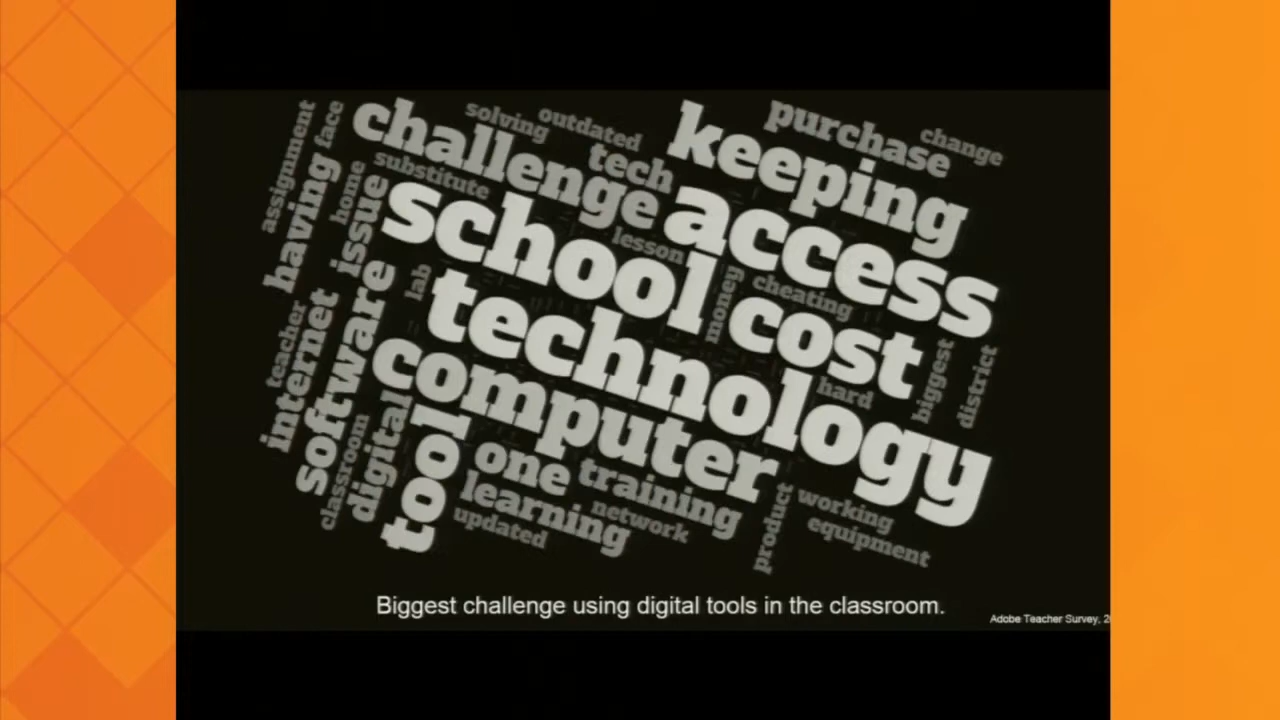 assignment
face
having
home
issue
challenge
substitute
solving
outdated
tech
keeping
purchase
change
school
access
lesson
money
cheating
cost
lab
technology
teacher
internet
software
computer
hard
biggest
district
classroom
digital
tool
one
training
learning
network
updated
product
working
equipment
Biggest challenge using digital tools in the classroom.
Adobe Teacher Survey,